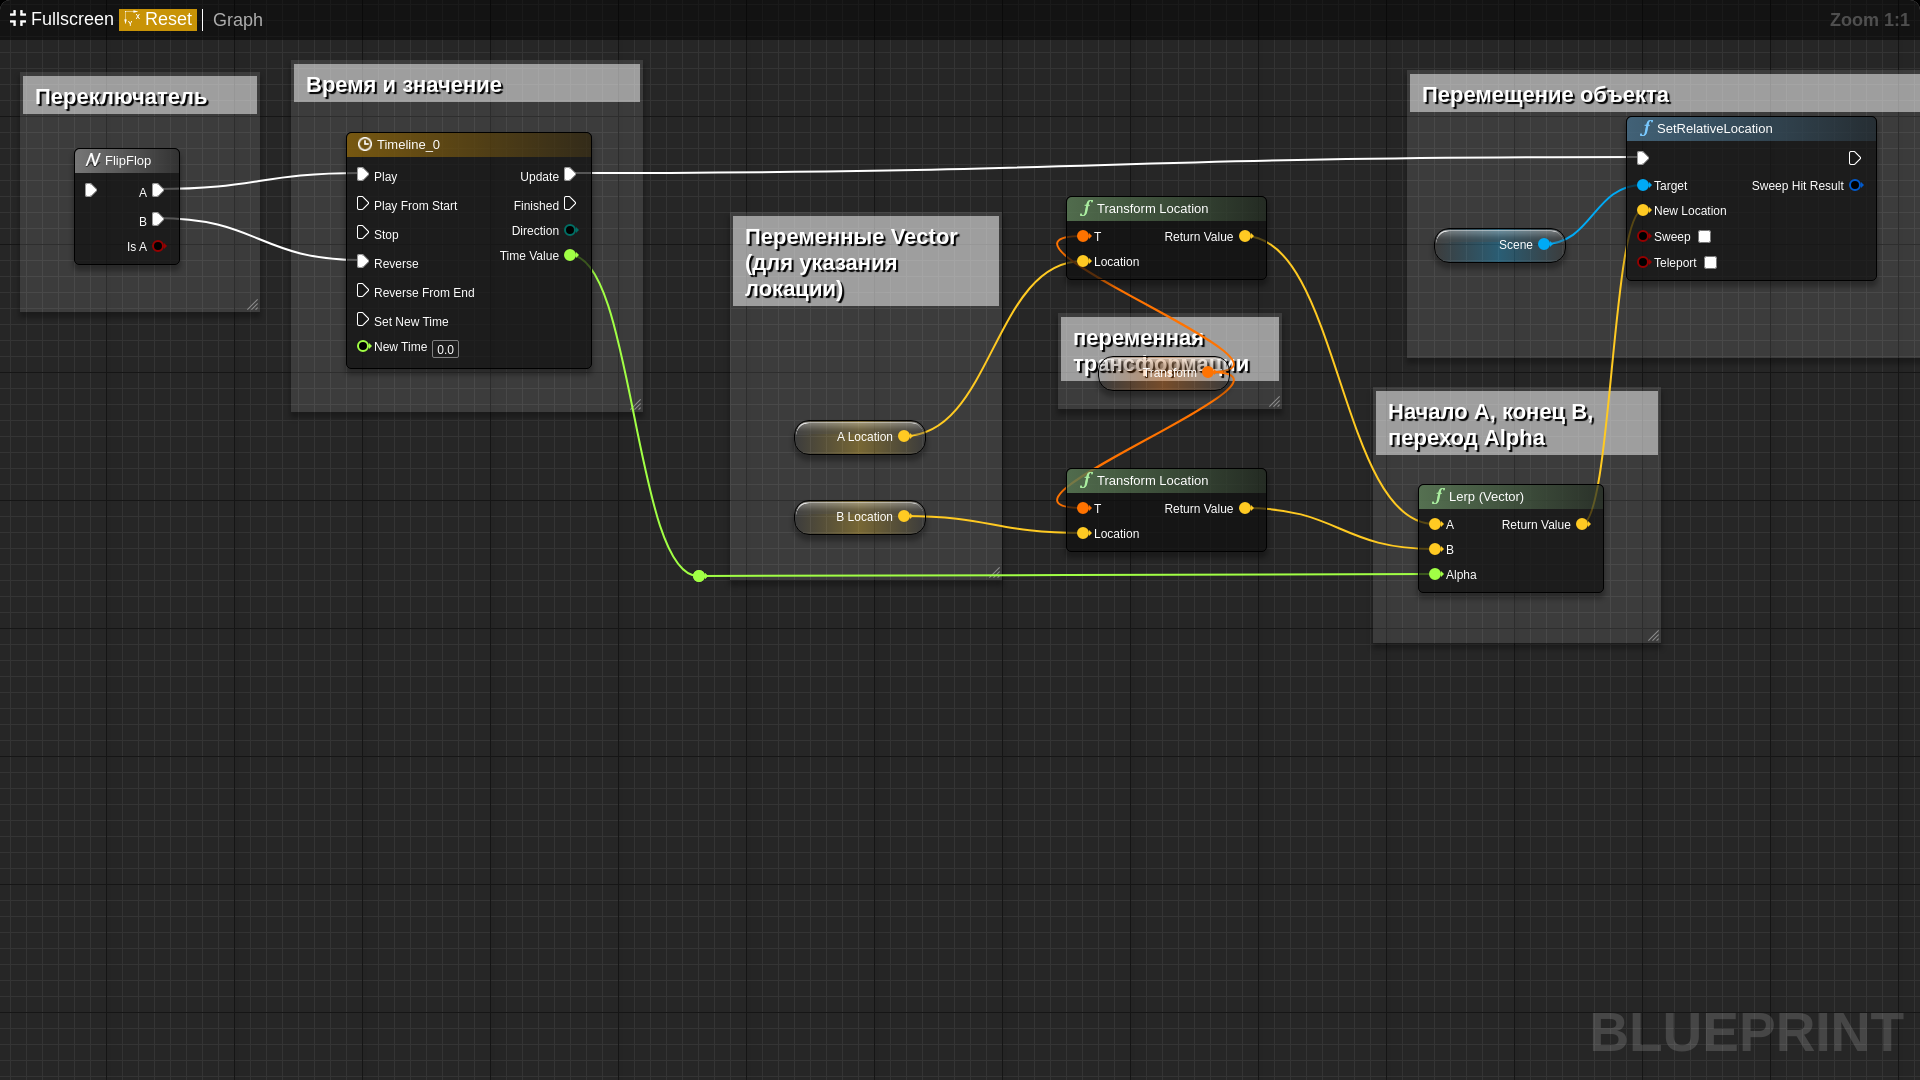 Fullscreen Reset Graph Zoom 1:1
Переключатель
FlipFlop
A
B
Is A
Время и значение
Timeline_0
Play Update
Play From Start Finished
Stop Direction
Reverse Time Value
Reverse From End
Set New Time
New Time 0.0
Переменные Vector
(для указания
локации)
A Location
B Location
Transform Location
T Return Value
Location
переменная
трансформации
Transform
Transform Location
T Return Value
Location
Перемещение объекта
SetRelativeLocation
Target Sweep Hit Result
New Location
Sweep
Teleport
Scene
Начало А, конец В,
переход Alpha
Lerp (Vector)
A Return Value
B
Alpha
BLUEPRINT